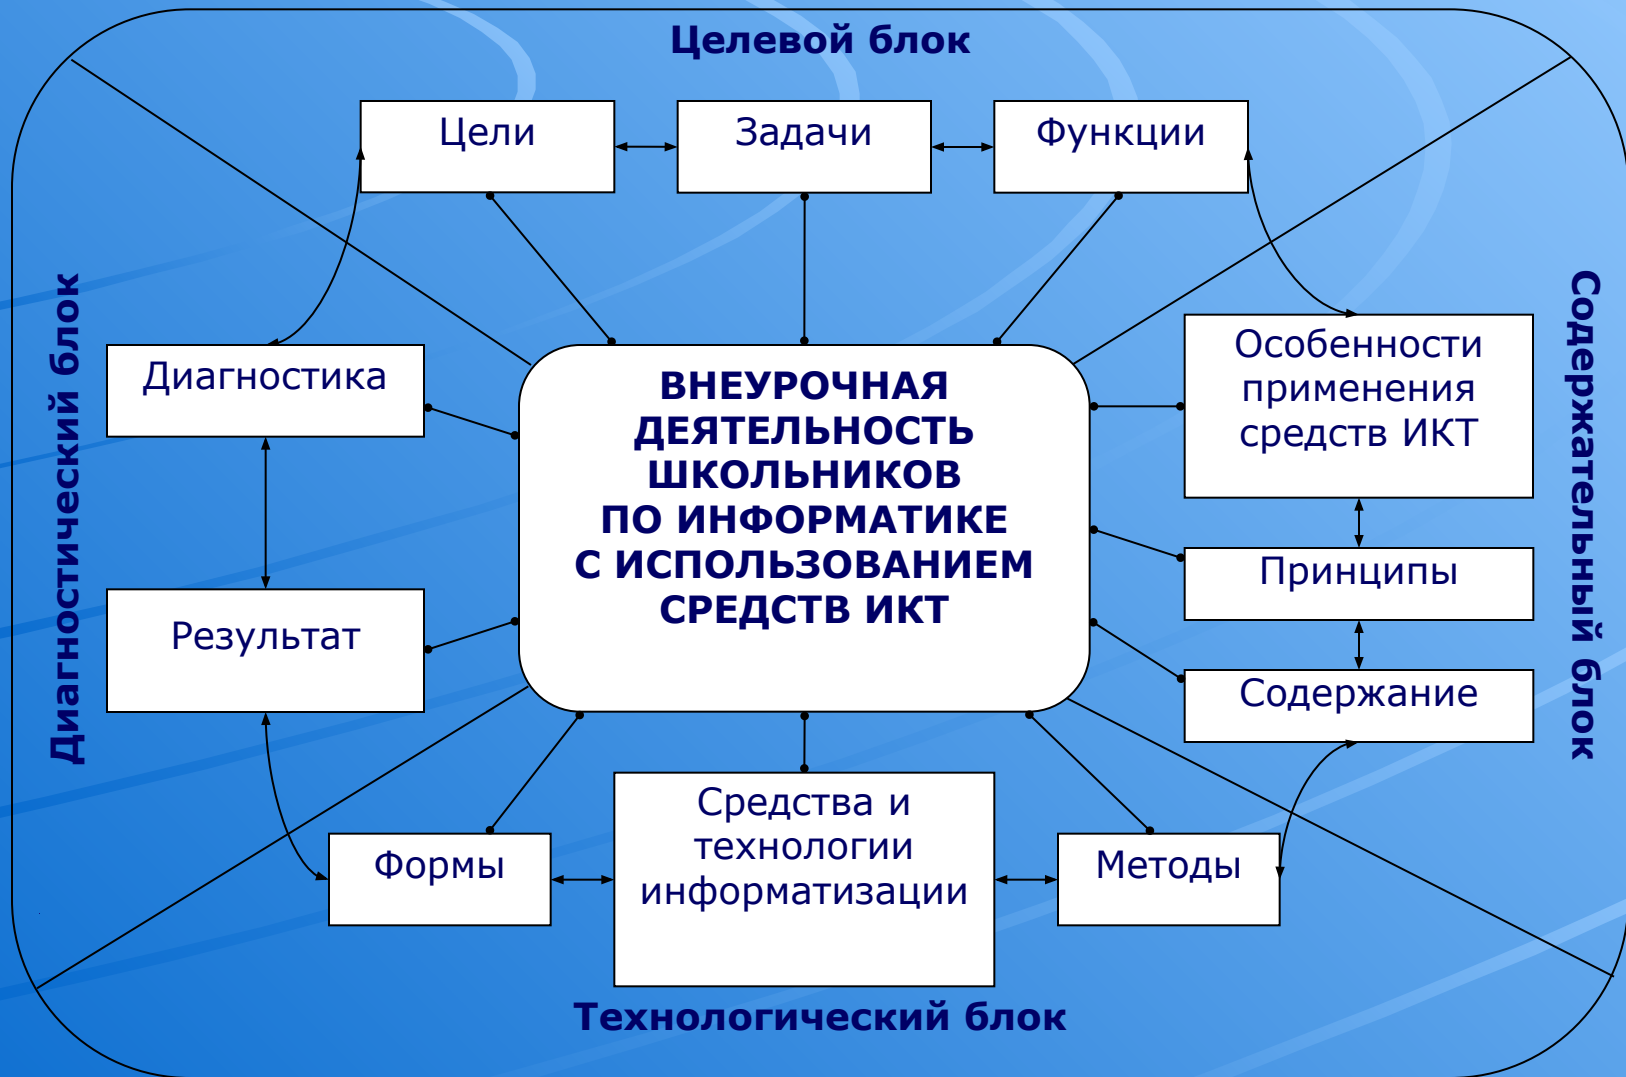 Целевой блок
Цели
Задачи
Функции
Диагностический блок
Содержательный блок
Диагностика
Результат
ВНЕУРОЧНАЯ
ДЕЯТЕЛЬНОСТЬ
ШКОЛЬНИКОВ
ПО ИНФОРМАТИКЕ
С ИСПОЛЬЗОВАНИЕМ
СРЕДСТВ ИКТ
Особенности
применения
средств ИКТ
Принципы
Содержание
Формы
Средства и
технологии
информатизации
Методы
Технологический блок